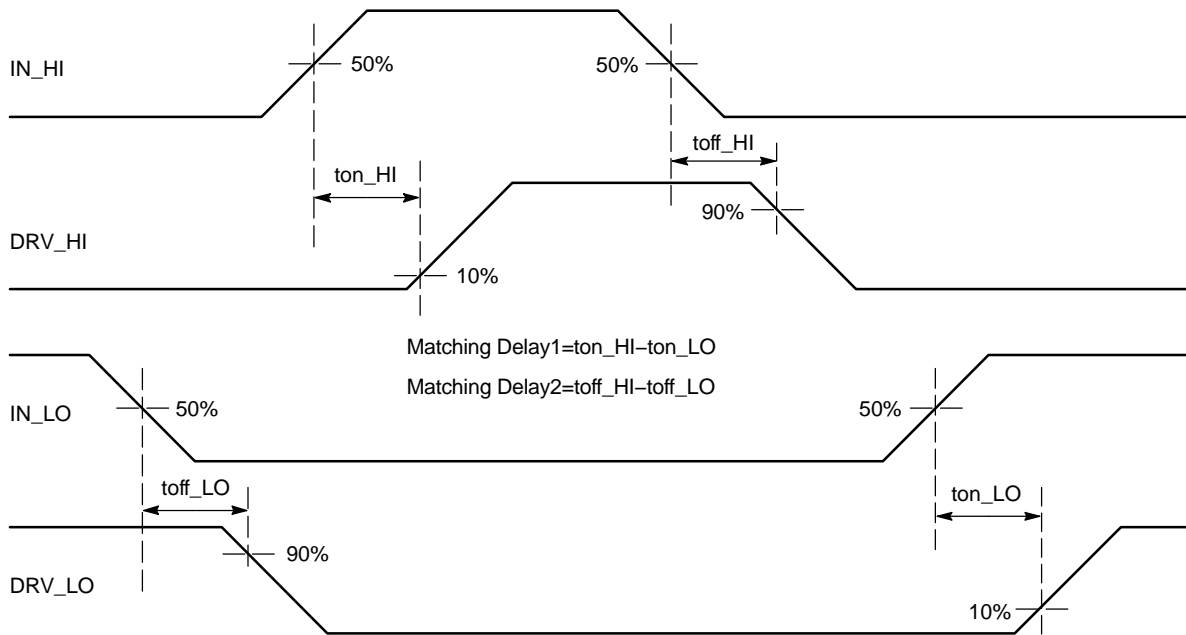 IN_HI
50%
50%
ton_HI
toff_HI
DRV_HI
90%
10%
Matching Delay1=ton_HI−ton_LO
Matching Delay2=toff_HI−toff_LO
IN_LO
50%
50%
toff_LO
ton_LO
DRV_LO
90%
10%